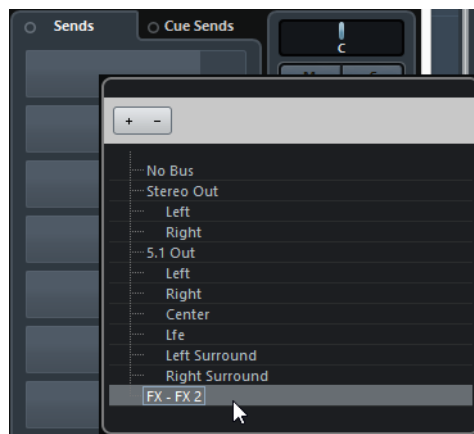 Sends
Cue Sends
C
+ -
No Bus
Stereo Out
Left
Right
5.1 Out
Left
Right
Center
Lfe
Left Surround
Right Surround
FX - FX 2